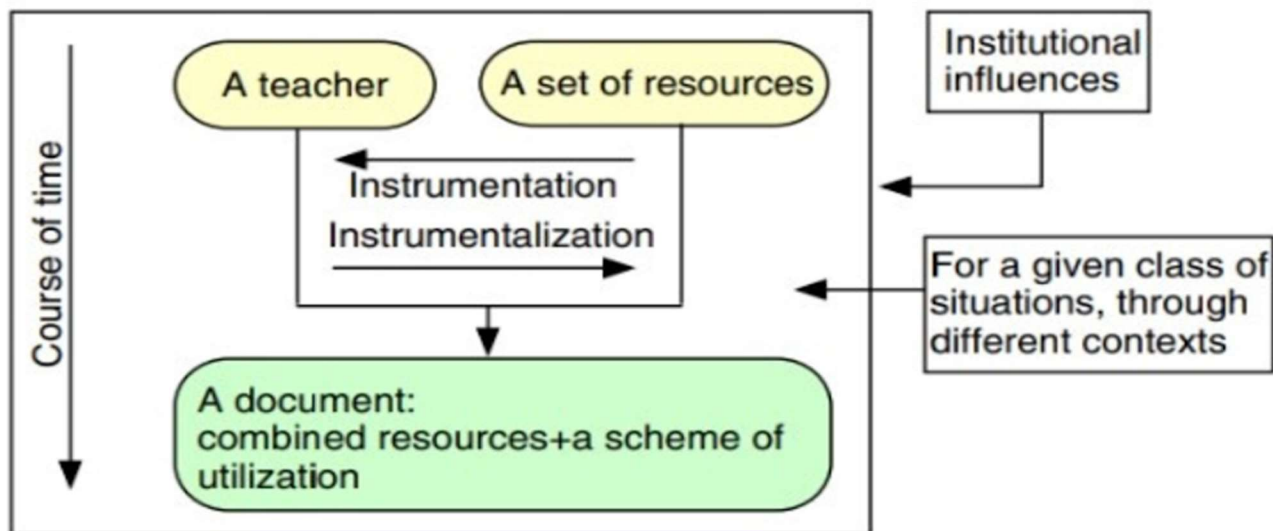 Course of time
A teacher
A set of resources
Instrumentation
Instrumentalization
A document:
combined resources+a scheme of
utilization
Institutional
influences
For a given class of
situations, through
different contexts